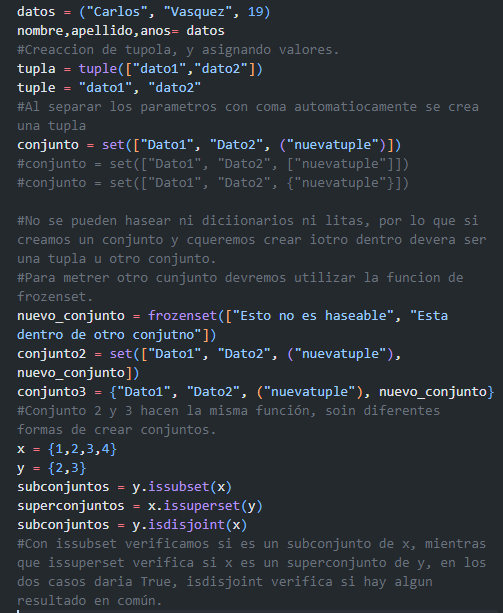 datos = ("Carlos", "Vasquez", 19)
nombre,apellido,anos= datos
#Creaccion de tupola, y asignando valores.
tupla = tuple(["dato1","dato2"])
tuple = "dato1", "dato2"
#Al separar los parametros con coma automatiocamente se crea
una tupla
conjunto = set(["Dato1", "Dato2", ("nuevatuple")])
#conjunto = set(["Dato1", "Dato2", ["nuevatuple"]])
#conjunto = set(["Dato1", "Dato2", {"nuevatuple"}])
#No se pueden hasear ni diciionarios ni litas, por lo que si
creamos un conjunto y cqueremos crear iotro dentro devera ser
una tupla u otro conjunto.
#Para metrer otro cunjunto devremos utilizar la funcion de
frozenset.
nuevo_conjunto = frozenset(["Esto no es haseable", "Esta
dentro de otro conjutno"])
conjunto2 = set(["Dato1", "Dato2", ("nuevatuple"),
nuevo_conjunto])
conjunto3 = {"Dato1", "Dato2", ("nuevatuple"), nuevo_conjunto}
#Conjunto 2 y 3 hacen la misma función, soin diferentes
formas de crear conjuntos.
x = {1,2,3,4}
y = {2,3}
subconjuntos = y.issubset(x)
superconjuntos = x.issuperset(y)
subconjuntos = y.isdisjoint(x)
#Con issubset verificamos si es un subconjunto de x, mientras
que issuperset verifica si x es un superconjunto de y, en los
dos casos daria True, isdisjoint verifica si hay algun
resultado en común.